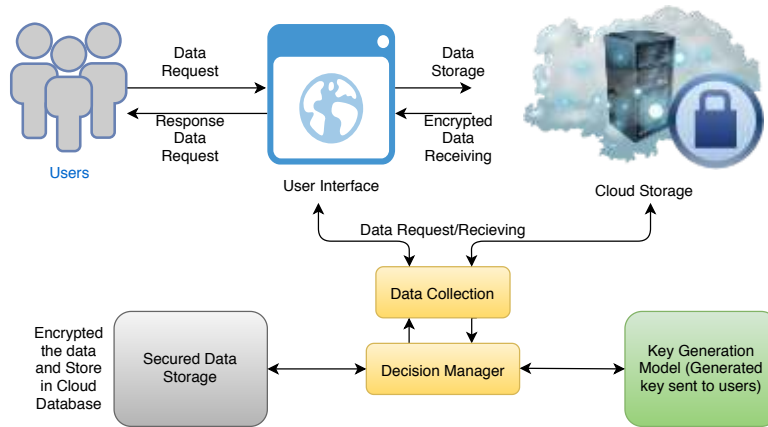 Data
Request
Data
Storage
Response
Data
Request
Encrypted
Data
Receiving
Users
User Interface
Cloud Storage
Data Request/Recieving
Data Collection
Encrypted
the data
and Store
in Cloud
Database
Secured Data
Storage
Decision Manager
Key Generation
Model (Generated
key sent to users)